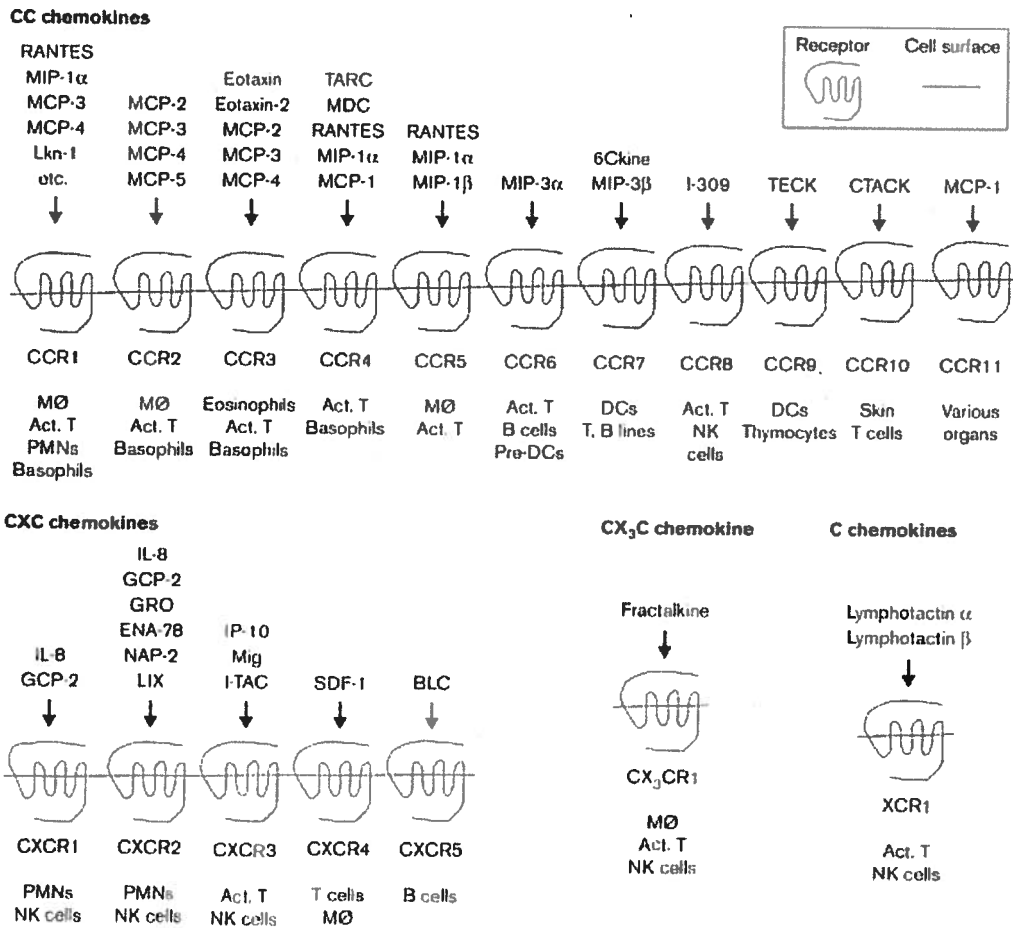 CC chemokines
Receptor Cell surface
RANTES
MIP-1α
MCP-3
MCP-4
Lkn-1
etc.
MCP-2
MCP-3
MCP-4
MCP-5
Eotaxin
Eotaxin-2
MCP-2
MCP-3
MCP-4
TARC
MDC
RANTES
MIP-1α
MCP-1
RANTES
MIP-1α
MIP-1β
MIP-3α
6Ckine
MIP-3β
I-309
TECK
CTACK
MCP-1
CCR1 CCR2 CCR3 CCR4 CCR5 CCR6 CCR7 CCR8 CCR9 CCR10 CCR11
MØ
Act. T
PMNs
Basophils
MØ
Act. T
Basophils
Eosinophils
Act. T
Basophils
Act. T
Basophils
MØ
Act. T
Act. T
B cells
Pre-DCs
DCs
T, B lines
Act. T
NK
cells
DCs
Thymocytes
Skin
T cells
Various
organs
CXC chemokines
IL-8
GCP-2
IL-8
GCP-2
GRO
ENA-78
NAP-2
LIX
IP-10
Mig
I-TAC
SDF-1
BLC
CXCR1 CXCR2 CXCR3 CXCR4 CXCR5
PMNs
NK cells
PMNs
NK cells
Act. T
NK cells
T cells
MØ
B cells
CX₃C chemokine
Fractalkine
CX₃CR1
MØ
Act. T
NK cells
C chemokines
Lymphotactin α
Lymphotactin β
XCR1
Act. T
NK cells